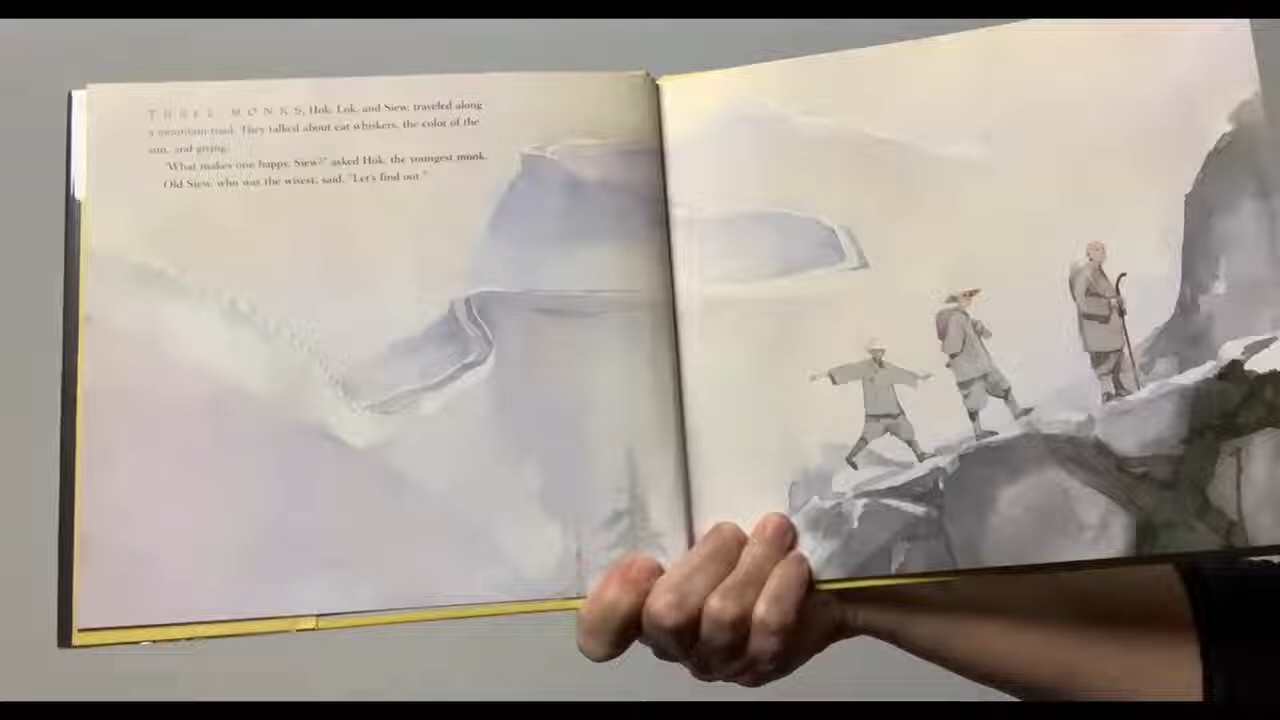 THREE MONKS, Hok, Lok, and Siew, traveled along
a mountain road. They talked about cat whiskers, the color of the
sun, and giving.
"What makes one happy, Siew?" asked Hok, the youngest monk.
Old Siew, who was the wisest, said, "Let's find out."